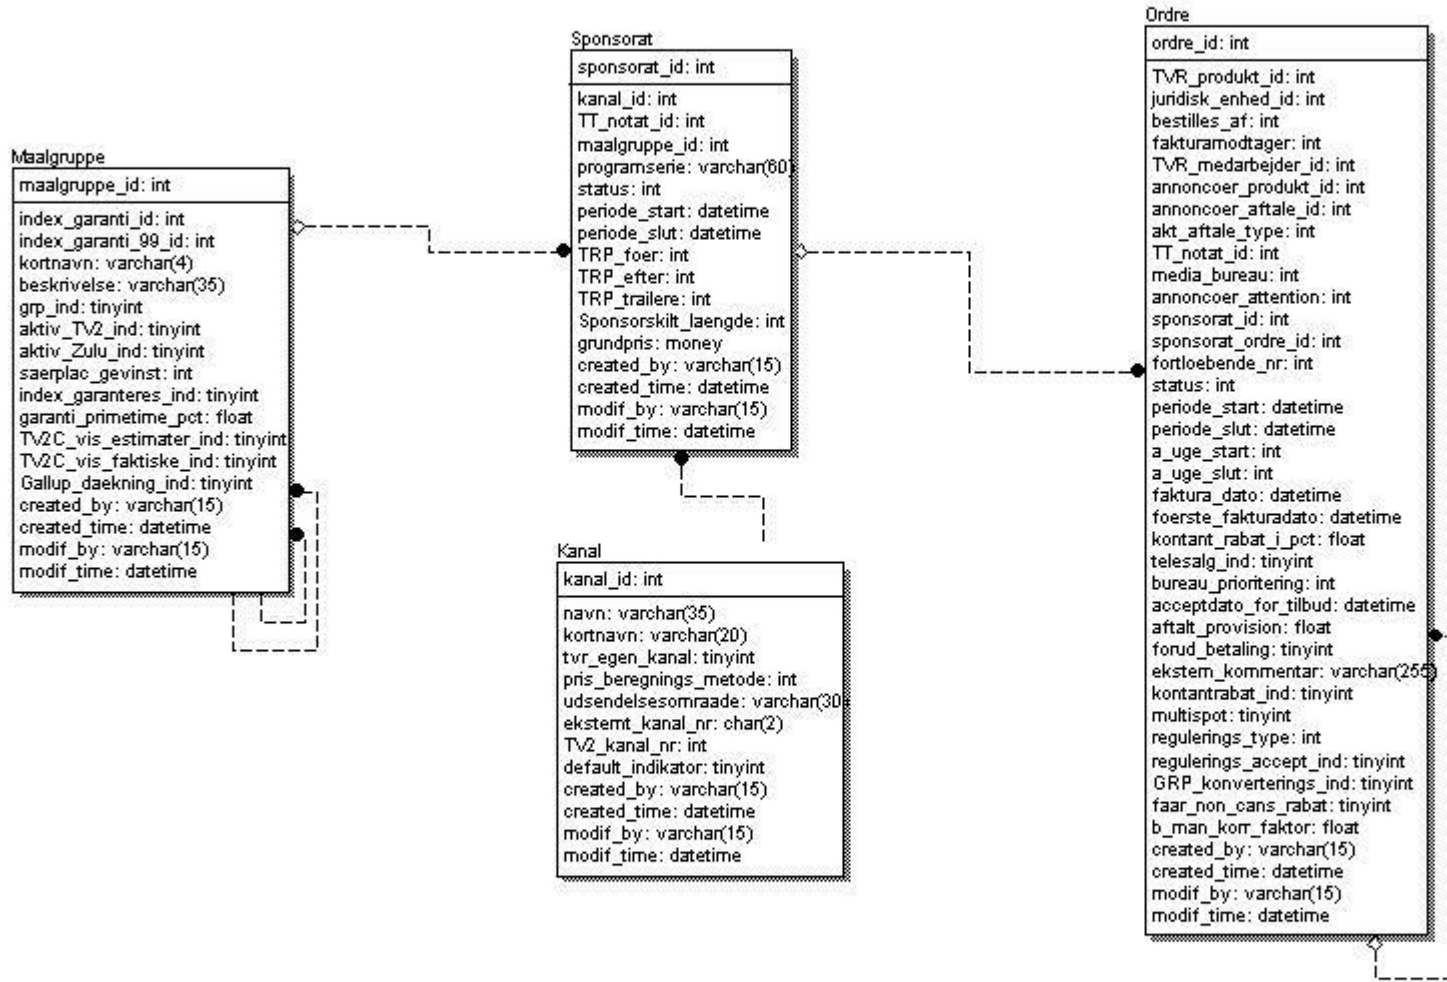 Maalgruppe
maalgruppe_id: int
index_garanti_id: int
index_garanti_99_id: int
kortnavn: varchar(4)
beskrivelse: varchar(35)
grp_ind: tinyint
aktiv_TV2_ind: tinyint
aktiv_Zulu_ind: tinyint
saerplac_gevinst: int
index_garanteres_ind: tinyint
garanti_primetime_pct: float
TV2C_vis_estimater_ind: tinyint
TV2C_vis_faktiske_ind: tinyint
Gallup_daekning_ind: tinyint
created_by: varchar(15)
created_time: datetime
modif_by: varchar(15)
modif_time: datetime
Sponsorat
sponsorat_id: int
kanal_id: int
TT_notat_id: int
maalgruppe_id: int
programserie: varchar(60)
status: int
periode_start: datetime
periode_slut: datetime
TRP_foer: int
TRP_efter: int
TRP_trailere: int
Sponsorskilt_laengde: int
grundpris: money
created_by: varchar(15)
created_time: datetime
modif_by: varchar(15)
modif_time: datetime
Kanal
kanal_id: int
navn: varchar(35)
kortnavn: varchar(20)
tvr_egen_kanal: tinyint
pris_beregnings_metode: int
udsendelsesomraade: varchar(30)
eksternt_kanal_nr: char(2)
TV2_kanal_nr: int
default_indikator: tinyint
created_by: varchar(15)
created_time: datetime
modif_by: varchar(15)
modif_time: datetime
Ordre
ordre_id: int
TVR_produkt_id: int
juridisk_enhed_id: int
bestilles_af: int
fakturamodtager: int
TVR_medarbejder_id: int
annoncoer_produkt_id: int
annoncoer_aftale_id: int
akt_aftale_type: int
TT_notat_id: int
media_bureau: int
annoncoer_attention: int
sponsorat_id: int
sponsorat_ordre_id: int
fortloebende_nr: int
status: int
periode_start: datetime
periode_slut: datetime
a_uge_start: int
a_uge_slut: int
faktura_dato: datetime
foerste_fakturadato: datetime
kontant_rabat_i_pct: float
telesalg_ind: tinyint
bureau_prioritering: int
acceptdato_for_tilbud: datetime
aftalt_provision: float
forud_betaling: tinyint
ekstern_kommentar: varchar(255)
kontantrabat_ind: tinyint
multispot: tinyint
regulerings_type: int
regulerings_accept_ind: tinyint
GRP_konverterings_ind: tinyint
faar_non_cans_rabat: tinyint
b_man_korr_faktor: float
created_by: varchar(15)
created_time: datetime
modif_by: varchar(15)
modif_time: datetime